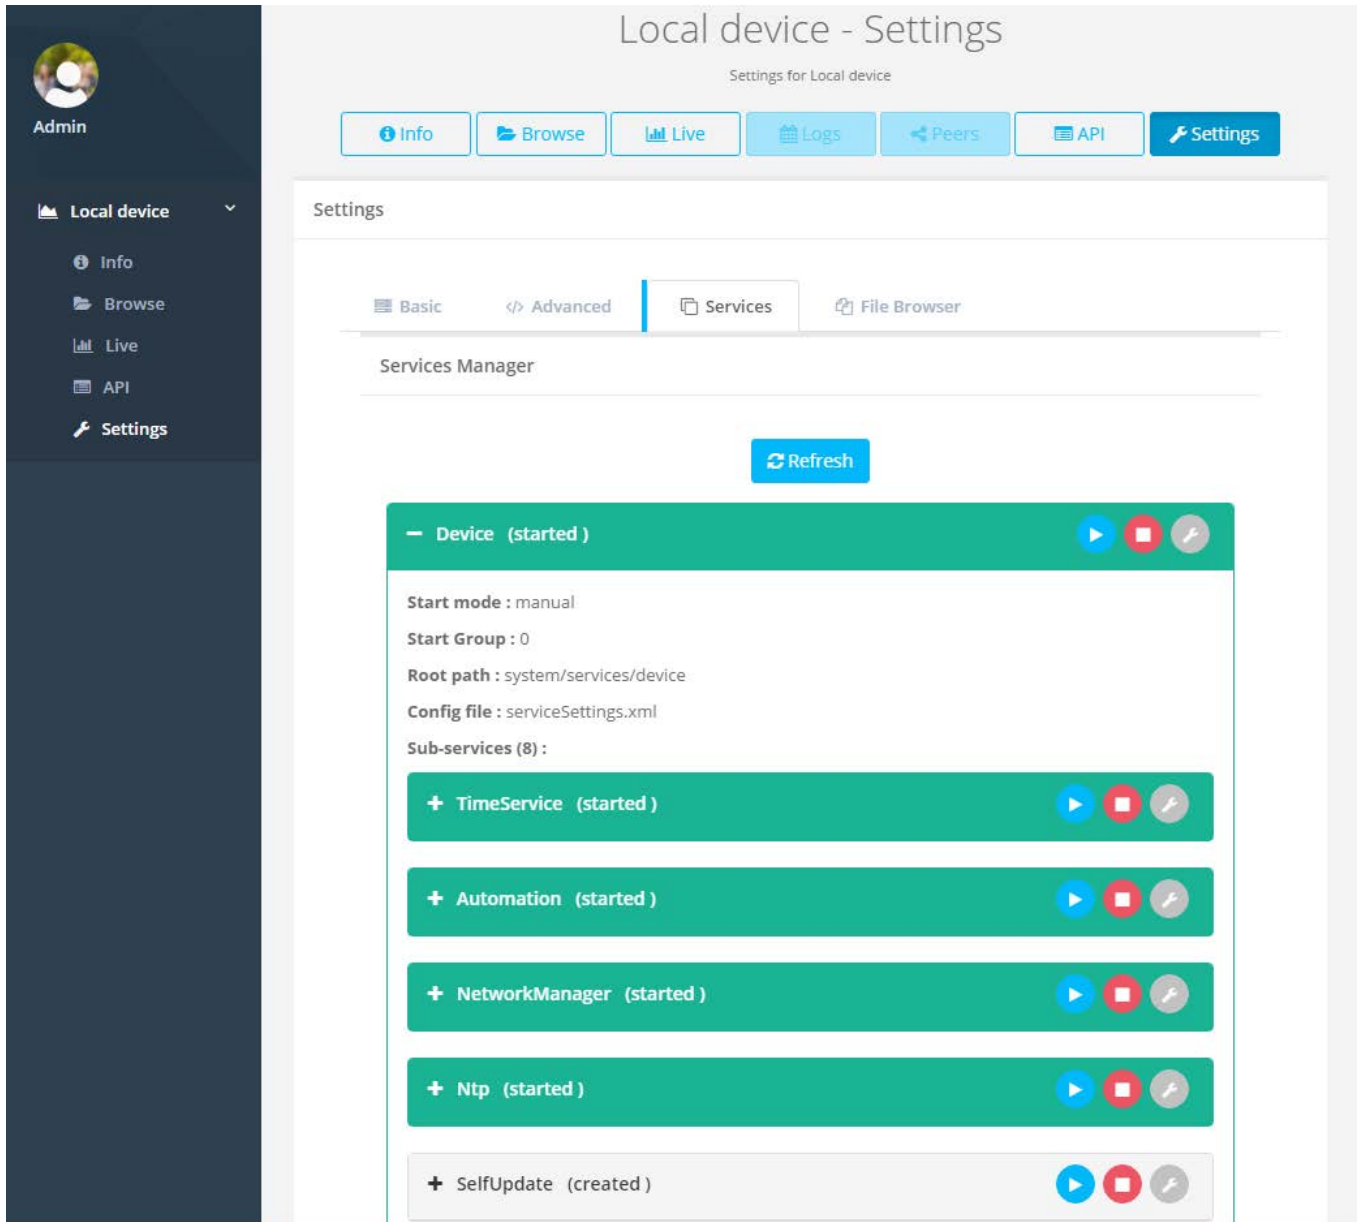 Admin
Local device
Info
Browse
Live
API
Settings
Local device - Settings
Settings for Local device
Info Browse Live Logs Peers API Settings
Settings
Basic Advanced Services File Browser
Services Manager
Refresh
Device (started )
Start mode : manual
Start Group : 0
Root path : system/services/device
Config file : serviceSettings.xml
Sub-services (8) :
TimeService (started )
Automation (started )
NetworkManager (started )
Ntp (started )
SelfUpdate (created )